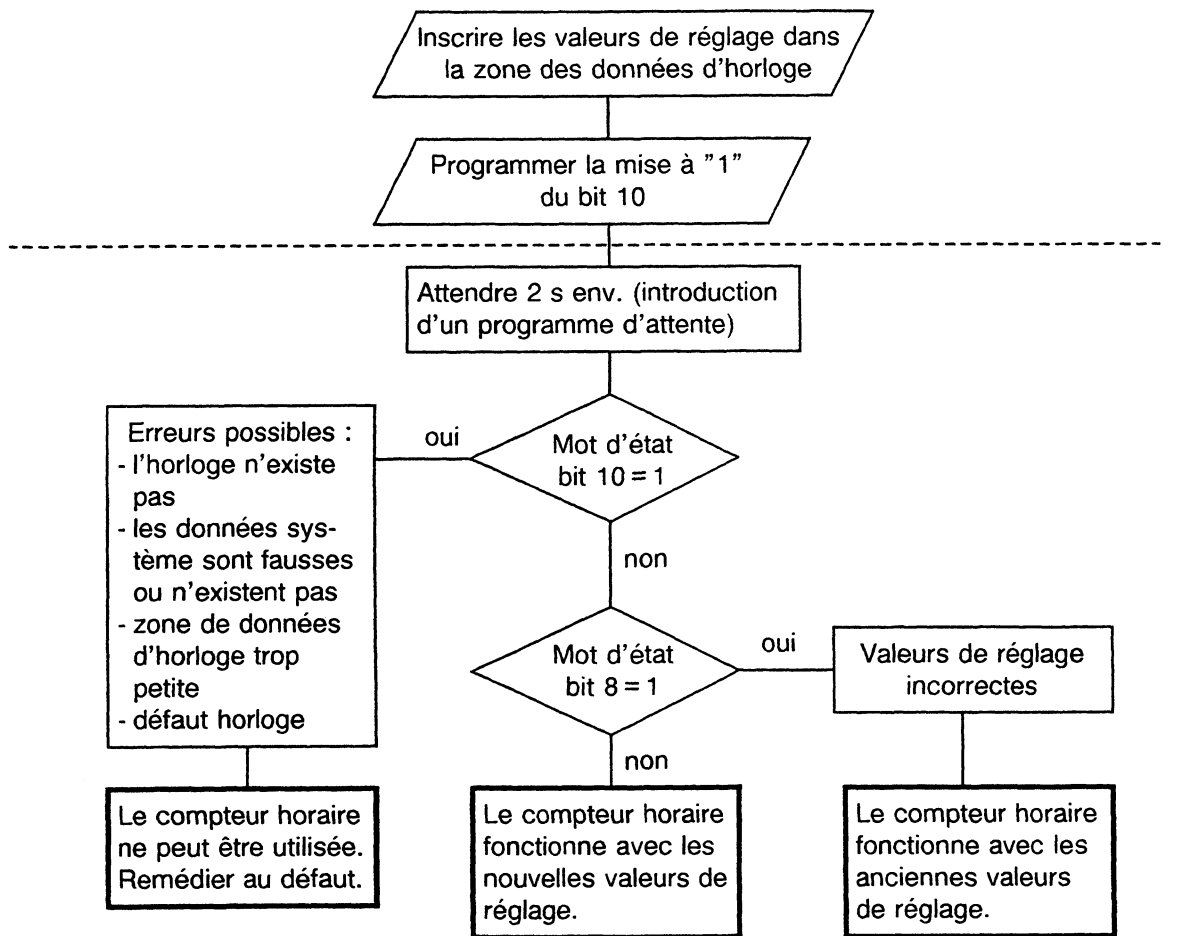 Inscrire les valeurs de réglage dans
la zone des données d'horloge
Programmer la mise à "1"
du bit 10
Attendre 2 s env. (introduction
d'un programme d'attente)
Mot d'état
bit 10 = 1
oui
Erreurs possibles :
- l'horloge n'existe
pas
- les données sys-
tème sont fausses
ou n'existent pas
- zone de données
d'horloge trop
petite
- défaut horloge
non
Mot d'état
bit 8 = 1
oui
Valeurs de réglage
incorrectes
non
Le compteur horaire
ne peut être utilisée.
Remédier au défaut.
Le compteur horaire
fonctionne avec les
nouvelles valeurs de
réglage.
Le compteur horaire
fonctionne avec les
anciennes valeurs
de réglage.